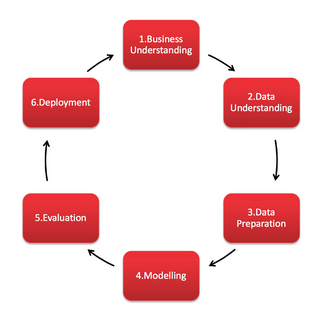 1.Business
Understanding
2.Data
Understanding
3.Data
Preparation
4.Modelling
5.Evaluation
6.Deployment